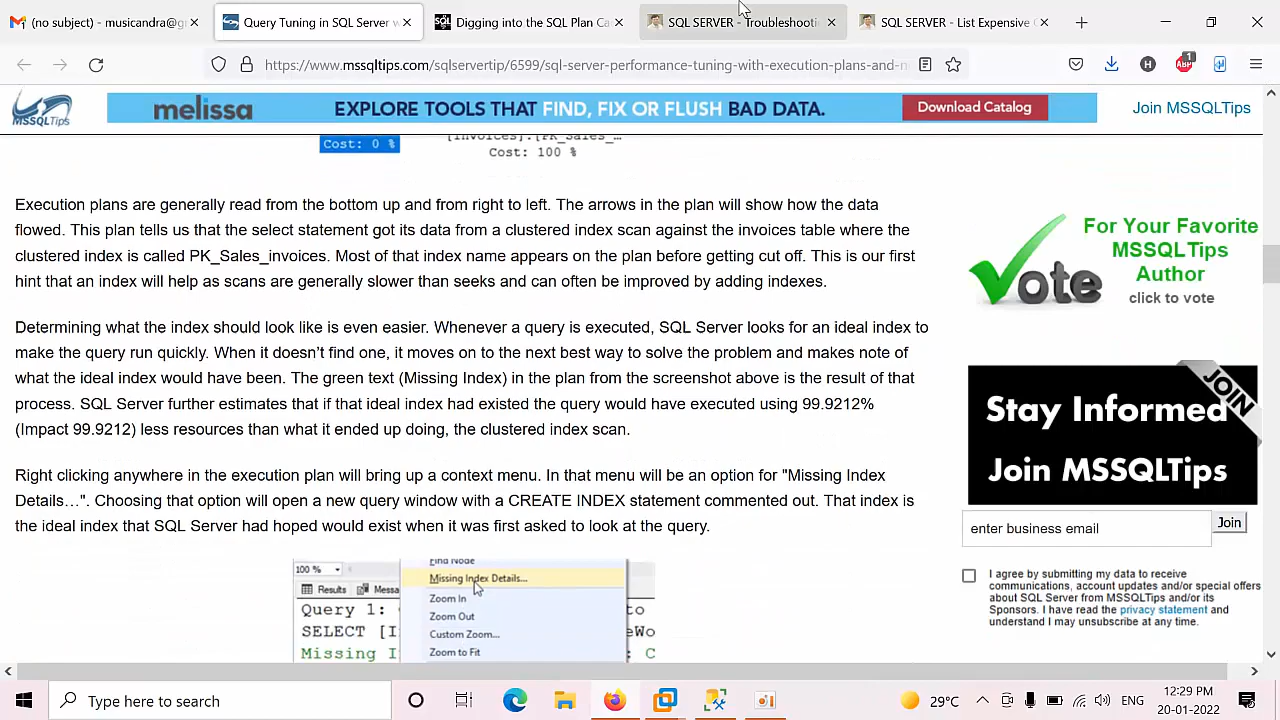 (no subject) - musicandra@g
Query Tuning in SQL Server w
Digging into the SQL Plan Ca
SQL SERVER - Troubleshooti
SQL SERVER - List Expensive
https://www.mssqltips.com/sqlservertip/6599/sql-server-performance-tuning-with-execution-plans-and-n
MSSQLTips
melissa
EXPLORE TOOLS THAT FIND, FIX OR FLUSH BAD DATA.
Download Catalog
Join MSSQLTips
Cost: 0 %
[Invoices].[PK_Sales_…
Cost: 100 %
Execution plans are generally read from the bottom up and from right to left. The arrows in the plan will show how the data
flowed. This plan tells us that the select statement got its data from a clustered index scan against the invoices table where the
clustered index is called PK_Sales_invoices. Most of that index name appears on the plan before getting cut off. This is our first
hint that an index will help as scans are generally slower than seeks and can often be improved by adding indexes.
Determining what the index should look like is even easier. Whenever a query is executed, SQL Server looks for an ideal index to
make the query run quickly. When it doesn't find one, it moves on to the next best way to solve the problem and makes note of
what the ideal index would have been. The green text (Missing Index) in the plan from the screenshot above is the result of that
process. SQL Server further estimates that if that ideal index had existed the query would have executed using 99.9212%
(Impact 99.9212) less resources than what it ended up doing, the clustered index scan.
Right clicking anywhere in the execution plan will bring up a context menu. In that menu will be an option for "Missing Index
Details…". Choosing that option will open a new query window with a CREATE INDEX statement commented out. That index is
the ideal index that SQL Server had hoped would exist when it was first asked to look at the query.
100 %
Results
Messa
Query 1:
SELECT [I
Missing I
Find Node
Missing Index Details...
Zoom In
Zoom Out
Custom Zoom...
Zoom to Fit
to
eWo
: C
For Your Favorite
MSSQLTips
Author
click to vote
Vote
JOIN
Stay Informed
Join MSSQLTips
enter business email
Join
I agree by submitting my data to receive
communications, account updates and/or special offers
about SQL Server from MSSQLTips and/or its
Sponsors. I have read the privacy statement and
understand I may unsubscribe at any time.
Type here to search
29°C
ENG
12:29 PM
20-01-2022